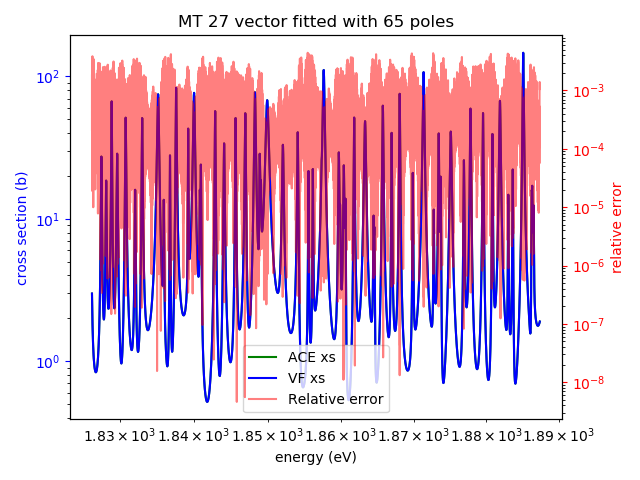 MT 27 vector fitted with 65 poles
cross section (b)
10²
10¹
10⁰
10⁻³
10⁻⁴
10⁻⁵
10⁻⁶
10⁻⁷
10⁻⁸
relative error
ACE xs
VF xs
Relative error
1.83 × 10³ 1.84 × 10³ 1.85 × 10³ 1.86 × 10³ 1.87 × 10³ 1.88 × 10³ 1.89 × 10³
energy (eV)